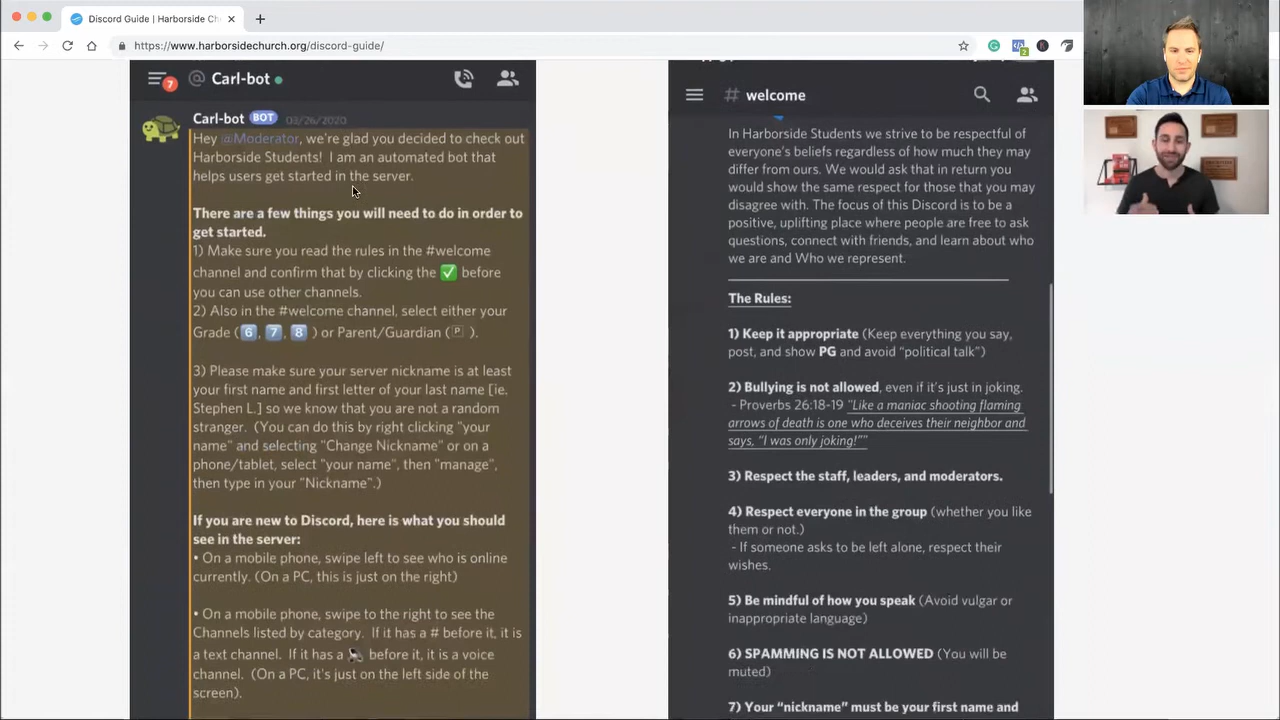 Discord Guide | Harborside Ch
https://www.harborsidechurch.org/discord-guide/
2
7
@ Carl-bot
Carl-bot BOT 03/26/2020
Hey @Moderator, we're glad you decided to check out
Harborside Students!  I am an automated bot that
helps users get started in the server.
There are a few things you will need to do in order to
get started.
1) Make sure you read the rules in the #welcome
channel and confirm that by clicking the ✅ before
you can use other channels.
2) Also in the #welcome channel, select either your
Grade (6, 7, 8) or Parent/Guardian (P).
3) Please make sure your server nickname is at least
your first name and first letter of your last name [ie.
Stephen L.] so we know that you are not a random
stranger.  (You can do this by right clicking "your
name" and selecting "Change Nickname" or on a
phone/tablet, select "your name", then "manage",
then type in your "Nickname".)
If you are new to Discord, here is what you should
see in the server:
• On a mobile phone, swipe left to see who is online
currently. (On a PC, this is just on the right)
• On a mobile phone, swipe to the right to see the
Channels listed by category.  If it has a # before it, it is
a text channel.  If it has a 🔊 before it, it is a voice
channel.  (On a PC, it's just on the left side of the
screen).
# welcome
In Harborside Students we strive to be respectful of
everyone's beliefs regardless of how much they may
differ from ours. We would ask that in return you
would show the same respect for those that you may
disagree with. The focus of this Discord is to be a
positive, uplifting place where people are free to ask
questions, connect with friends, and learn about who
we are and Who we represent.
The Rules:
1) Keep it appropriate (Keep everything you say,
post, and show PG and avoid “political talk”)
2) Bullying is not allowed, even if it's just in joking.
- Proverbs 26:18-19 "Like a maniac shooting flaming
arrows of death is one who deceives their neighbor and
says, “I was only joking!”"
3) Respect the staff, leaders, and moderators.
4) Respect everyone in the group (whether you like
them or not.)
- If someone asks to be left alone, respect their
wishes.
5) Be mindful of how you speak (Avoid vulgar or
inappropriate language)
6) SPAMMING IS NOT ALLOWED (You will be
muted)
7) Your “nickname” must be your first name and